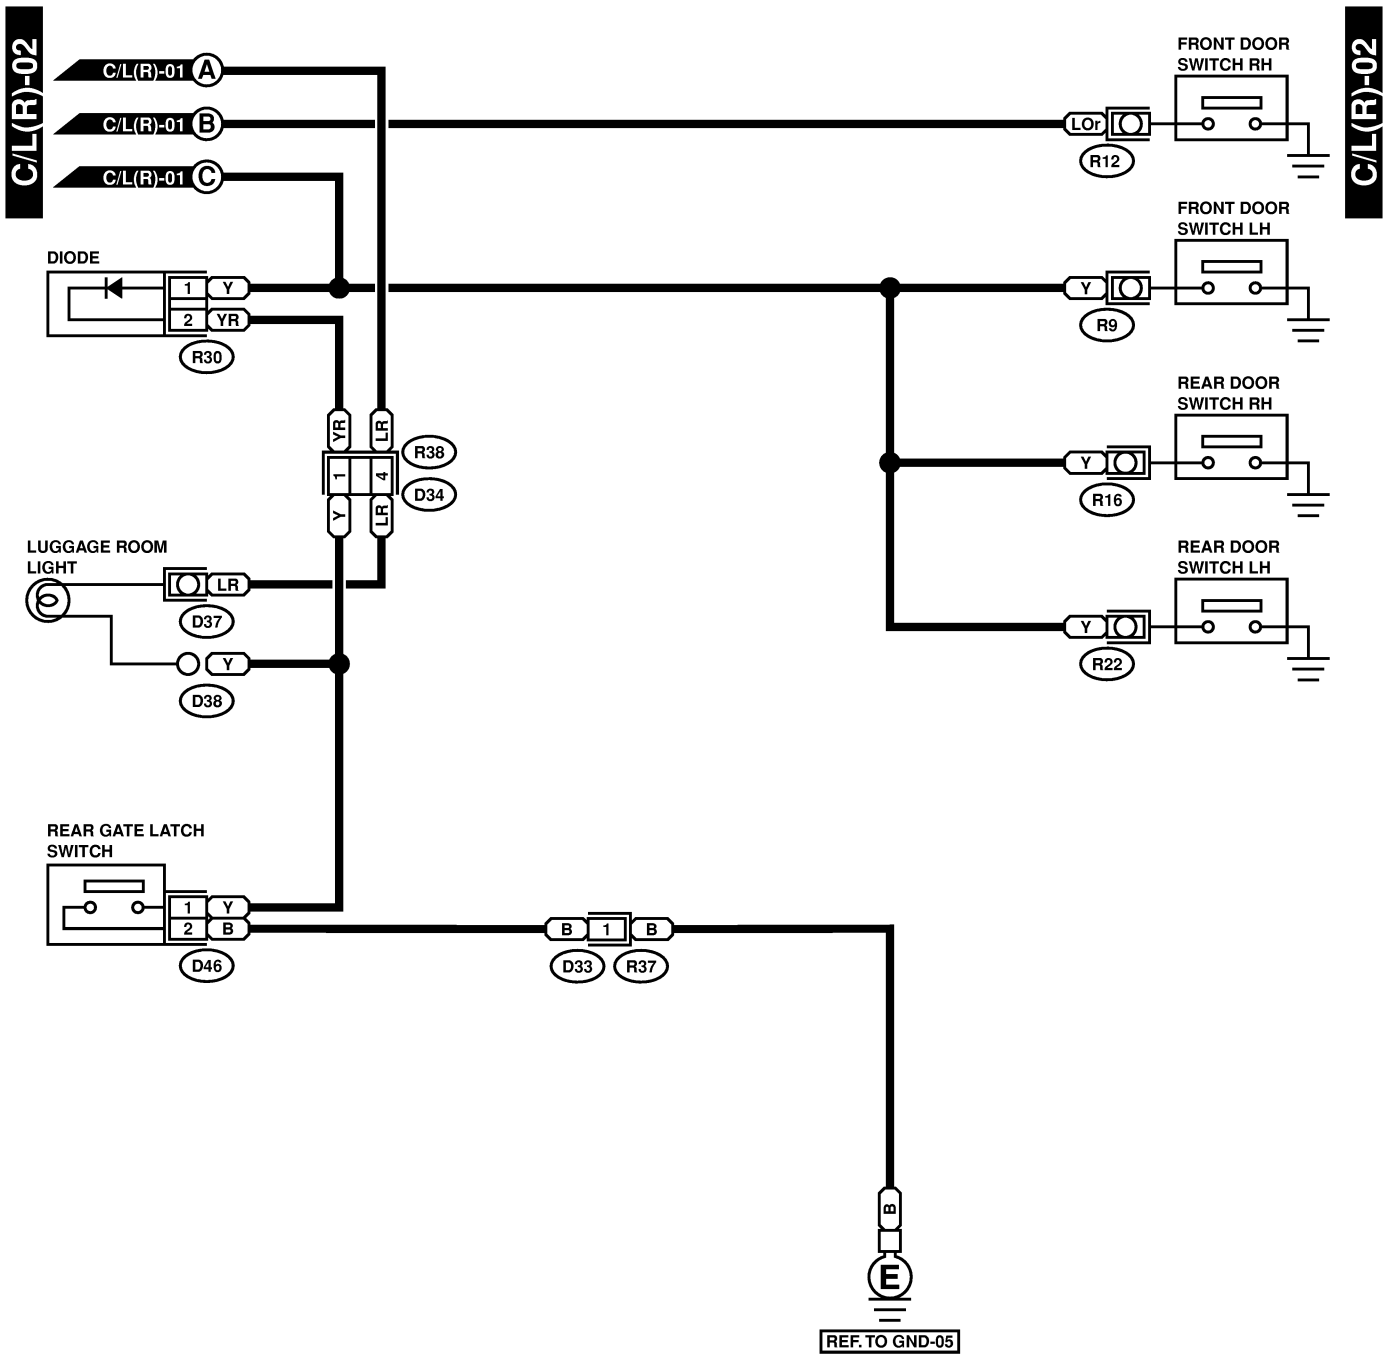 C/L(R)-02
C/L(R)-02
C/L(R)-01 A
C/L(R)-01 B
C/L(R)-01 C
FRONT DOOR
SWITCH RH
LOr
R12
FRONT DOOR
SWITCH LH
Y
R9
DIODE
1 Y
2 YR
R30
REAR DOOR
SWITCH RH
Y
R16
YR LR
R38
1 4
D34
Y LR
LUGGAGE ROOM
LIGHT
LR
D37
Y
D38
REAR DOOR
SWITCH LH
Y
R22
REAR GATE LATCH
SWITCH
1 Y
2 B
D46
B 1 B
D33 R37
B
E
REF. TO GND-05